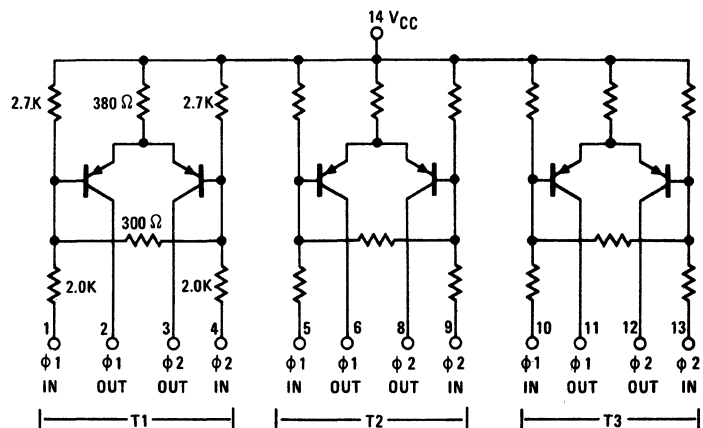 14 VCC
2.7K 380 Ω 2.7K
300 Ω
2.0K 2.0K
1 2 3 4 5 6 8 9 10 11 12 13
ϕ1 ϕ1 ϕ2 ϕ2 ϕ1 ϕ1 ϕ2 ϕ2 ϕ1 ϕ1 ϕ2 ϕ2
IN OUT OUT IN IN OUT OUT IN IN OUT OUT IN
T1 T2 T3